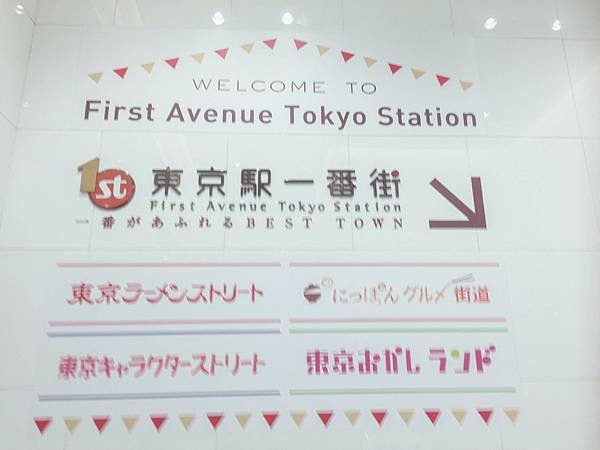 WELCOME TO
First Avenue Tokyo Station
1st 東京駅一番街
First Avenue Tokyo Station
一番があふれるBEST TOWN
東京ラーメンストリート
にっぽん グルメ 街道
東京キャラクターストリート
東京おかし ランド